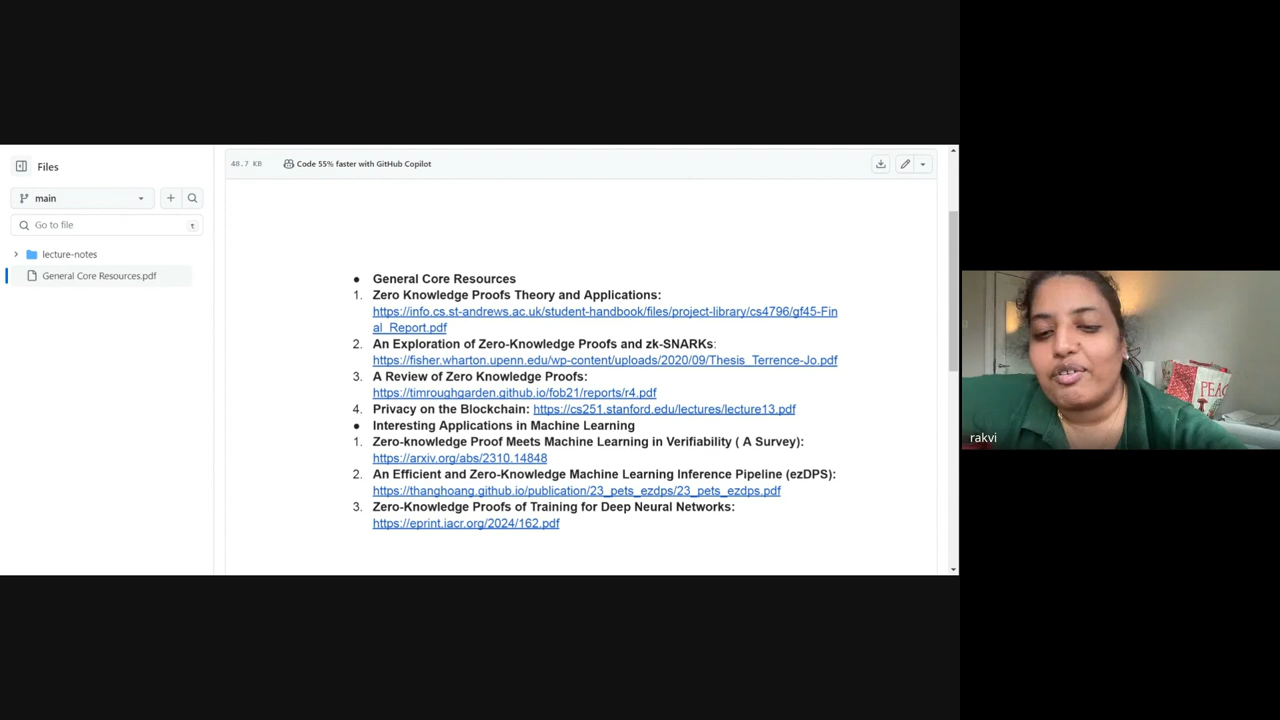 Files
48.7 KB
Code 55% faster with GitHub Copilot
main
Go to file
t
lecture-notes
General Core Resources.pdf
● General Core Resources
1. Zero Knowledge Proofs Theory and Applications:
https://info.cs.st-andrews.ac.uk/student-handbook/files/project-library/cs4796/gf45-Fin
al_Report.pdf
2. An Exploration of Zero-Knowledge Proofs and zk-SNARKs:
https://fisher.wharton.upenn.edu/wp-content/uploads/2020/09/Thesis_Terrence-Jo.pdf
3. A Review of Zero Knowledge Proofs:
https://timroughgarden.github.io/fob21/reports/r4.pdf
4. Privacy on the Blockchain: https://cs251.stanford.edu/lectures/lecture13.pdf
● Interesting Applications in Machine Learning
1. Zero-knowledge Proof Meets Machine Learning in Verifiability ( A Survey):
https://arxiv.org/abs/2310.14848
2. An Efficient and Zero-Knowledge Machine Learning Inference Pipeline (ezDPS):
https://thanghoang.github.io/publication/23_pets_ezdps/23_pets_ezdps.pdf
3. Zero-Knowledge Proofs of Training for Deep Neural Networks:
https://eprint.iacr.org/2024/162.pdf
PEAC
rakvi